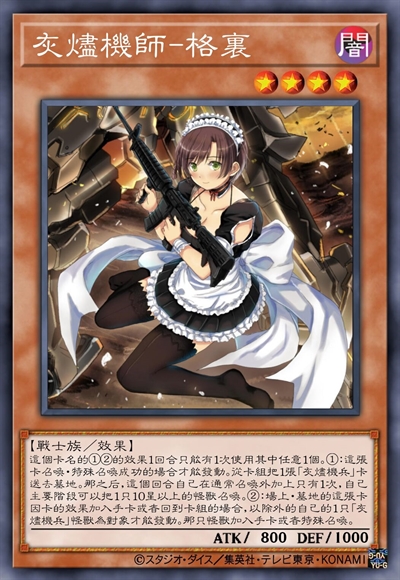 灰燼機師-格裏
闇
【戰士族／效果】
這個卡名的①②的效果1回合只能有1次使用其中任意1個。①：這張
卡召喚·特殊召喚成功的場合才能發動。從卡組把1張「灰燼機兵」卡
送去墓地。那之后，這個回合自己在通常召喚外加上只有1次，自
己主要階段可以把1只10星以上的怪獸召喚。②：場上·墓地的這張卡
因卡的效果加入手卡或者回到卡組的場合，以除外的自己的1只「灰
燼機兵」怪獸為對象才能發動。那只怪獸加入手卡或者特殊召喚。
ATK/ 800 DEF/1000
©スタジオ・ダイス／集英社・テレビ東京・KONAMI